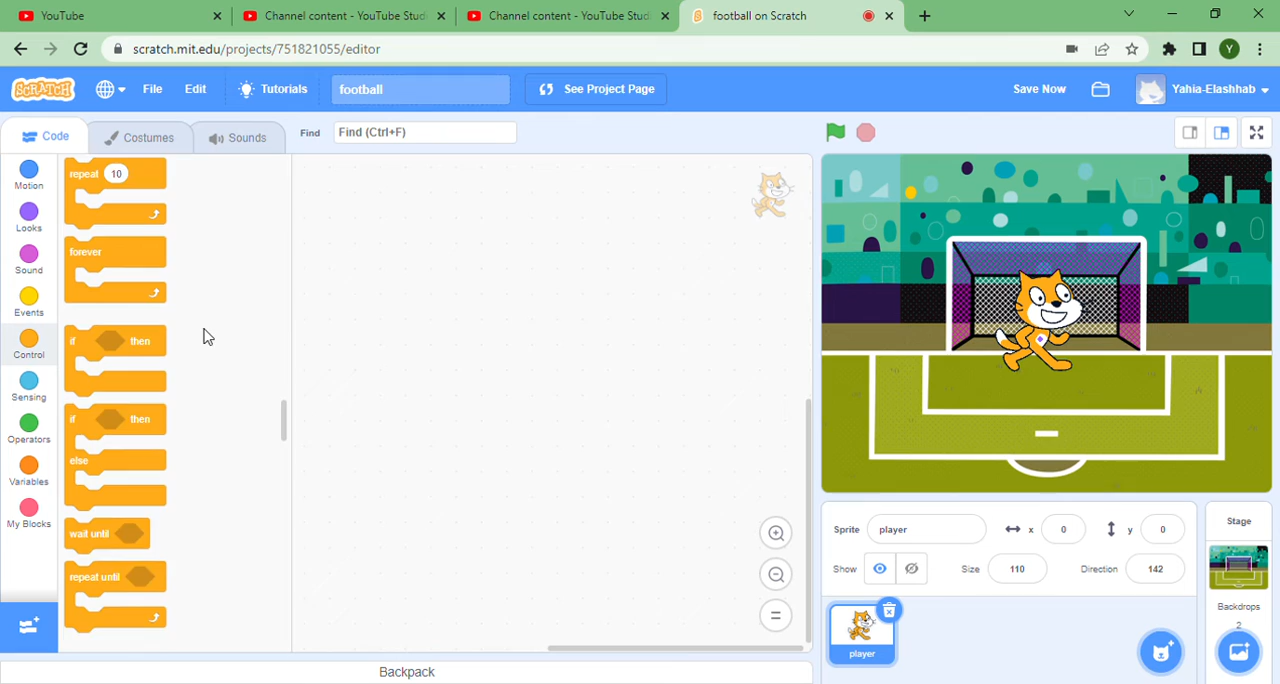 YouTube
Channel content - YouTube Studi
Channel content - YouTube Studi
football on Scratch
scratch.mit.edu/projects/751821055/editor
Y
SCRATCH
File
Edit
Tutorials
football
See Project Page
Save Now
Yahia-Elashhab
Code
Costumes
Sounds
Find
Find (Ctrl+F)
Motion
Looks
Sound
Events
Control
Sensing
Operators
Variables
My Blocks
repeat 10
forever
if then
if then
else
wait until
repeat until
Sprite
player
x
0
y
0
Show
Size
110
Direction
142
player
Stage
Backdrops
2
Backpack